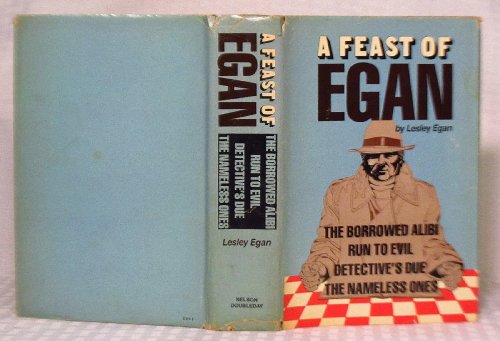 A FEAST OF
EGAN
THE BORROWED ALIBI
RUN TO EVIL
DETECTIVE'S DUE
THE NAMELESS ONES
Lesley Egan
NELSON
DOUBLEDAY
A FEAST OF
EGAN
by Lesley Egan
THE BORROWED ALIBI
RUN TO EVIL
DETECTIVE'S DUE
THE NAMELESS ONES